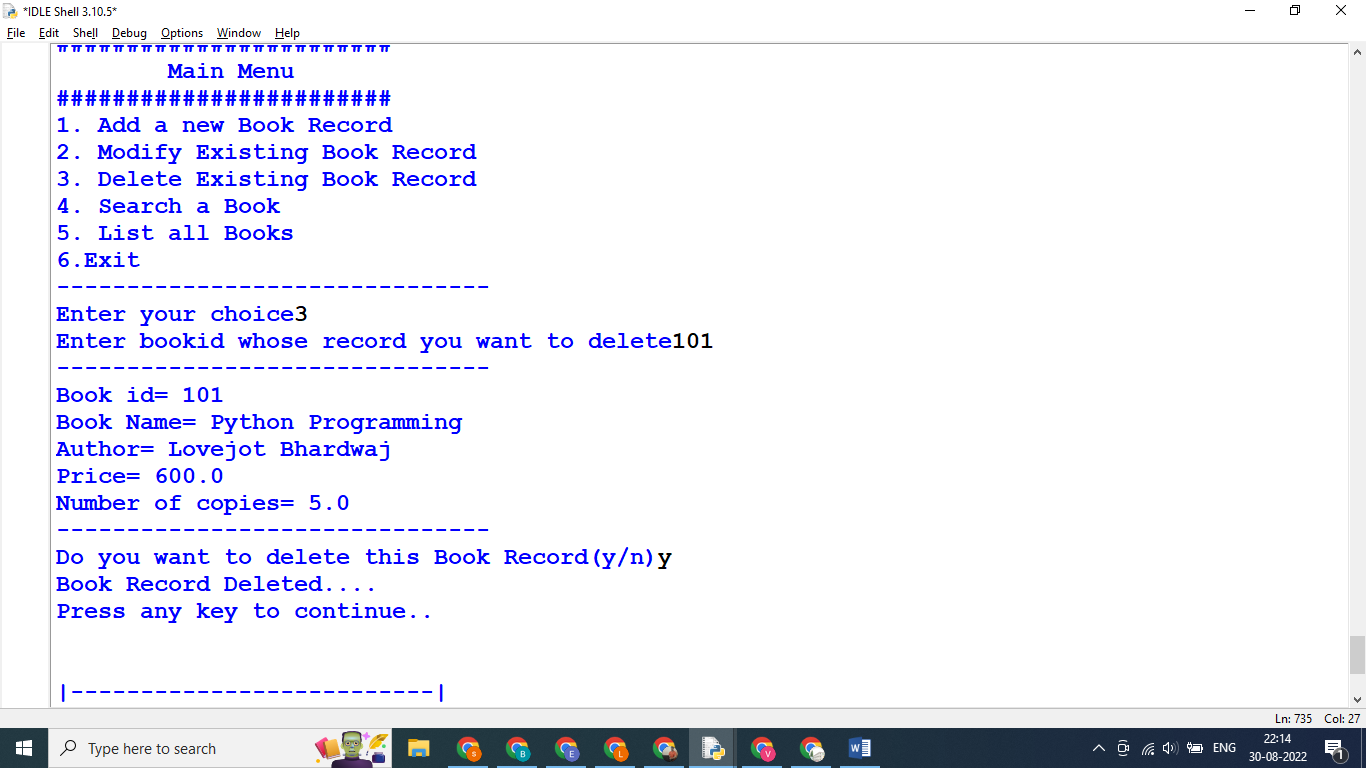 *IDLE Shell 3.10.5*
File Edit Shell Debug Options Window Help
########################
Main Menu
########################
1. Add a new Book Record
2. Modify Existing Book Record
3. Delete Existing Book Record
4. Search a Book
5. List all Books
6.Exit
-------------------------------
Enter your choice3
Enter bookid whose record you want to delete101
-------------------------------
Book id= 101
Book Name= Python Programming
Author= Lovejot Bhardwaj
Price= 600.0
Number of copies= 5.0
-------------------------------
Do you want to delete this Book Record(y/n)y
Book Record Deleted....
Press any key to continue..
|--------------------------|
Ln: 735 Col: 27
Type here to search
S B E L V W
ENG
22:14
30-08-2022
1